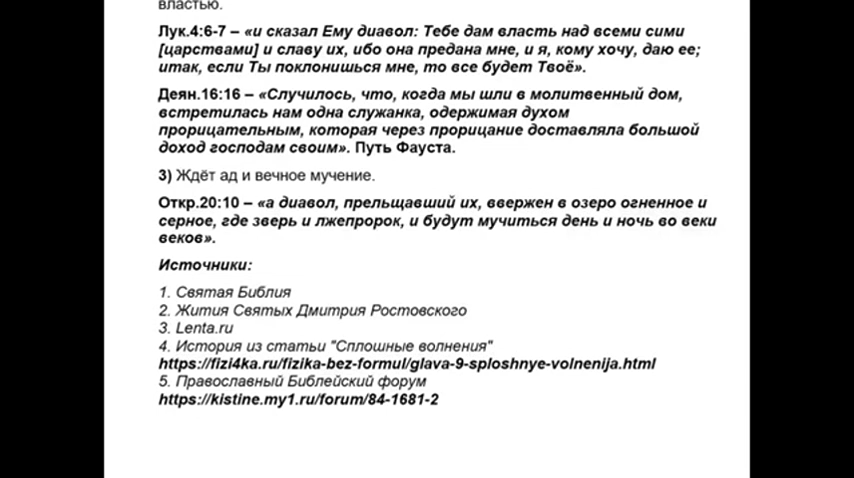 властью.
Лук.4:6-7 – «и сказал Ему диавол: Тебе дам власть над всеми сими
[царствами] и славу их, ибо она предана мне, и я, кому хочу, даю ее;
итак, если Ты поклонишься мне, то все будет Твоё».
Деян.16:16 – «Случилось, что, когда мы шли в молитвенный дом,
встретилась нам одна служанка, одержимая духом
прорицательным, которая через прорицание доставляла большой
доход господам своим». Путь Фауста.
3) Ждёт ад и вечное мучение.
Откр.20:10 – «а диавол, прельщавший их, ввержен в озеро огненное и
серное, где зверь и лжепророк, и будут мучиться день и ночь во веки
веков».
Источники:
1. Святая Библия
2. Жития Святых Дмитрия Ростовского
3. Lenta.ru
4. История из статьи "Сплошные волнения"
https://fizi4ka.ru/fizika-bez-formul/glava-9-sploshnye-volnenija.html
5. Православный Библейский форум
https://kistine.my1.ru/forum/84-1681-2